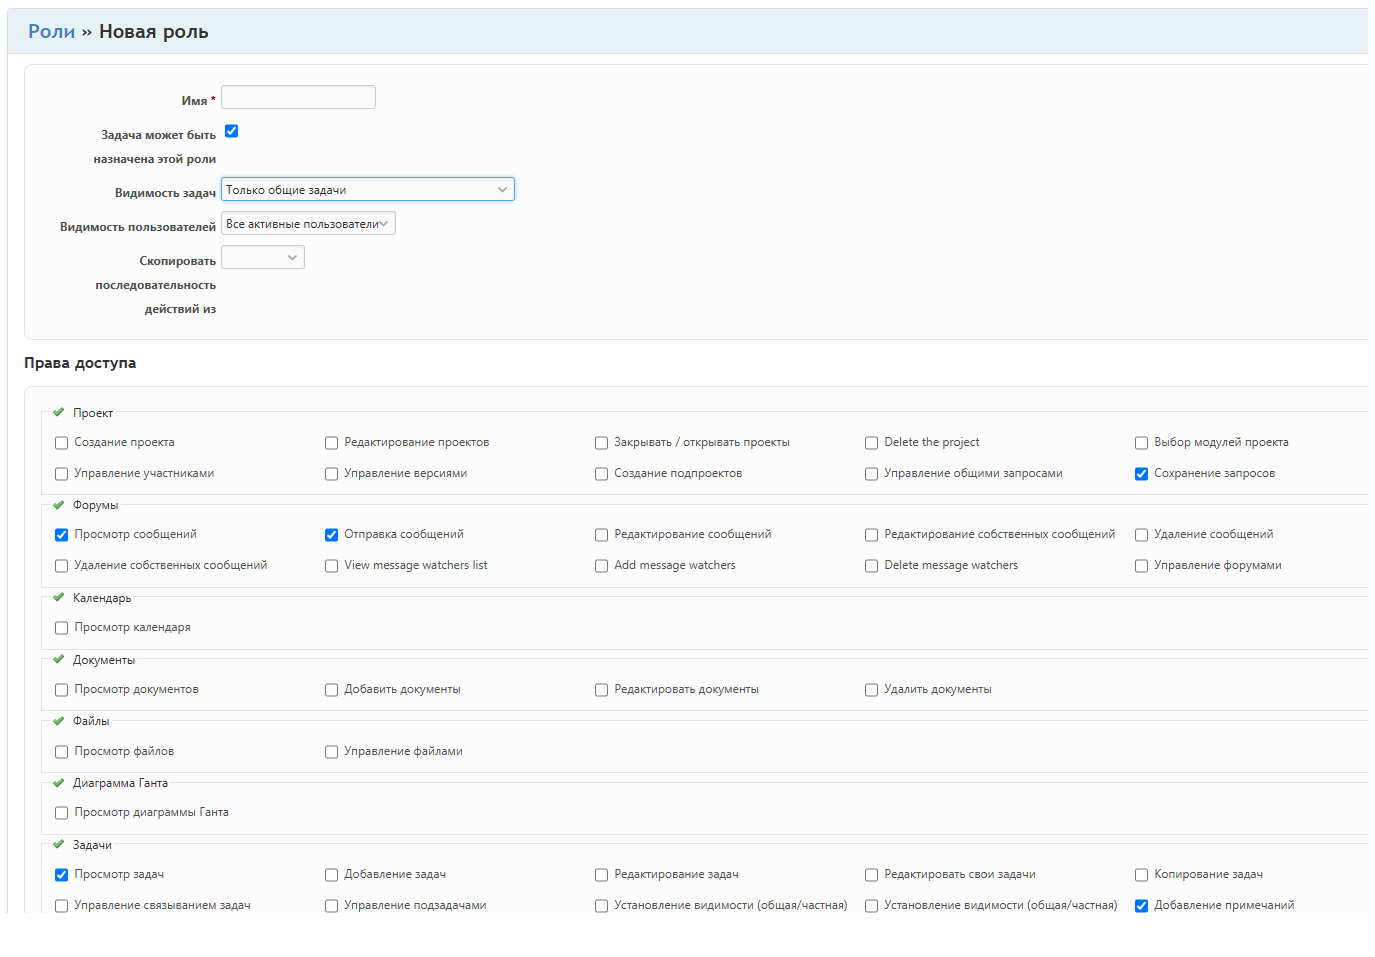 Роли » Новая роль
Имя *
Задача может быть
назначена этой роли
Видимость задач Только общие задачи
Видимость пользователей Все активные пользователи
Скопировать
последовательность
действий из
Права доступа
Проект
Создание проекта Редактирование проектов Закрывать / открывать проекты Delete the project Выбор модулей проекта
Управление участниками Управление версиями Создание подпроектов Управление общими запросами Сохранение запросов
Форумы
Просмотр сообщений Отправка сообщений Редактирование сообщений Редактирование собственных сообщений Удаление сообщений
Удаление собственных сообщений View message watchers list Add message watchers Delete message watchers Управление форумами
Календарь
Просмотр календаря
Документы
Просмотр документов Добавить документы Редактировать документы Удалить документы
Файлы
Просмотр файлов Управление файлами
Диаграмма Ганта
Просмотр диаграммы Ганта
Задачи
Просмотр задач Добавление задач Редактирование задач Редактировать свои задачи Копирование задач
Управление связыванием задач Управление подзадачами Установление видимости (общая/частная) Установление видимости (общая/частная) Добавление примечаний